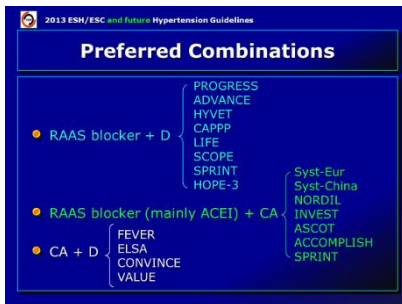 2013 ESH/ESC and future Hypertension Guidelines
Preferred Combinations
RAAS blocker + D
PROGRESS
ADVANCE
HYVET
CAPPP
LIFE
SCOPE
SPRINT
HOPE-3
RAAS blocker (mainly ACEI) + CA
Syst-Eur
Syst-China
NORDIL
INVEST
ASCOT
ACCOMPLISH
SPRINT
CA + D
FEVER
ELSA
CONVINCE
VALUE